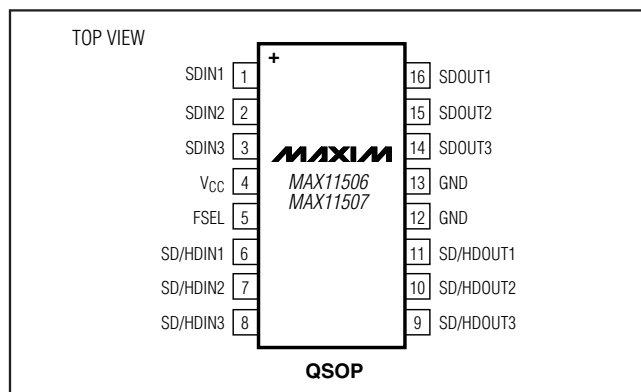 TOP VIEW
+
SDIN1 1
SDIN2 2
SDIN3 3
VCC 4
FSEL 5
SD/HDIN1 6
SD/HDIN2 7
SD/HDIN3 8
MAXIM
MAX11506
MAX11507
16 SDOUT1
15 SDOUT2
14 SDOUT3
13 GND
12 GND
11 SD/HDOUT1
10 SD/HDOUT2
9 SD/HDOUT3
QSOP